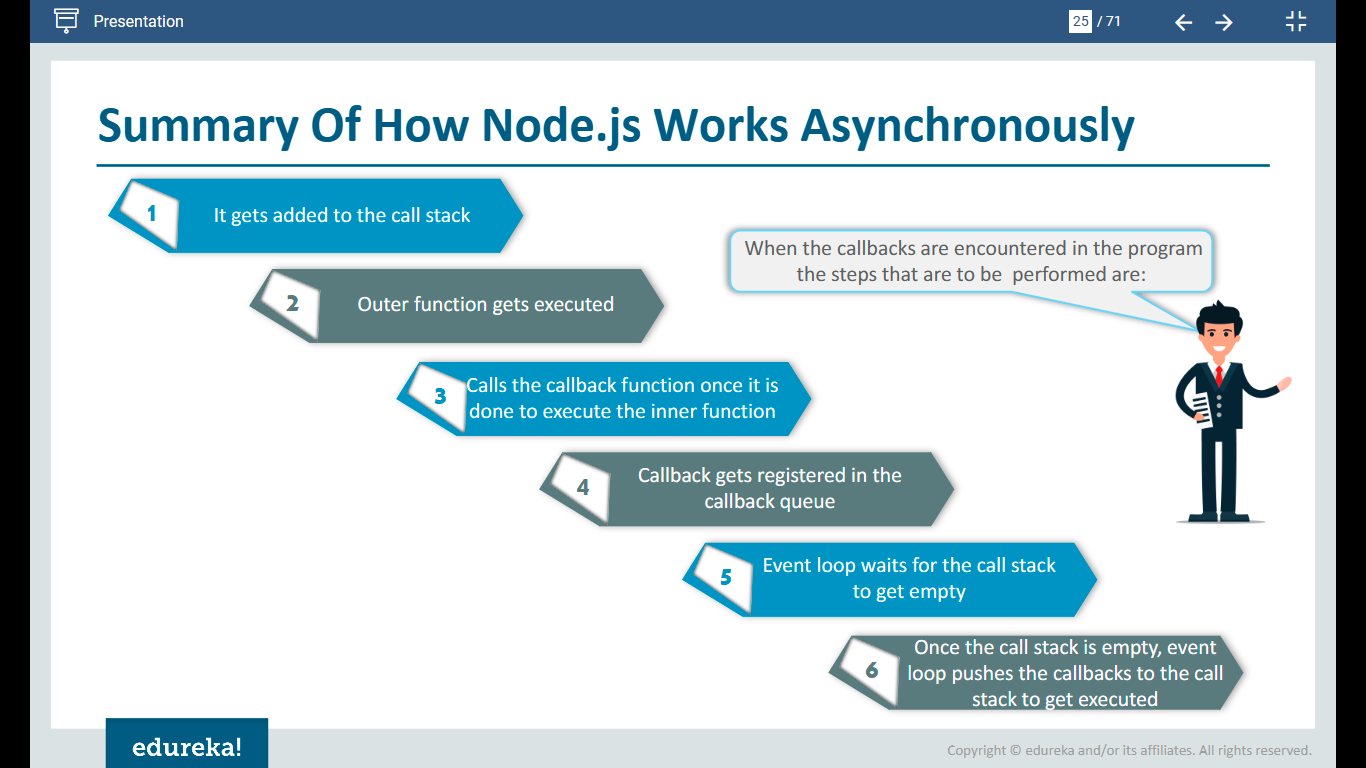 Presentation
25 / 71
Summary Of How Node.js Works Asynchronously
1
It gets added to the call stack
When the callbacks are encountered in the program
the steps that are to be performed are:
2
Outer function gets executed
3
Calls the callback function once it is
done to execute the inner function
4
Callback gets registered in the
callback queue
5
Event loop waits for the call stack
to get empty
6
Once the call stack is empty, event
loop pushes the callbacks to the call
stack to get executed
edureka!
Copyright © edureka and/or its affiliates. All rights reserved.